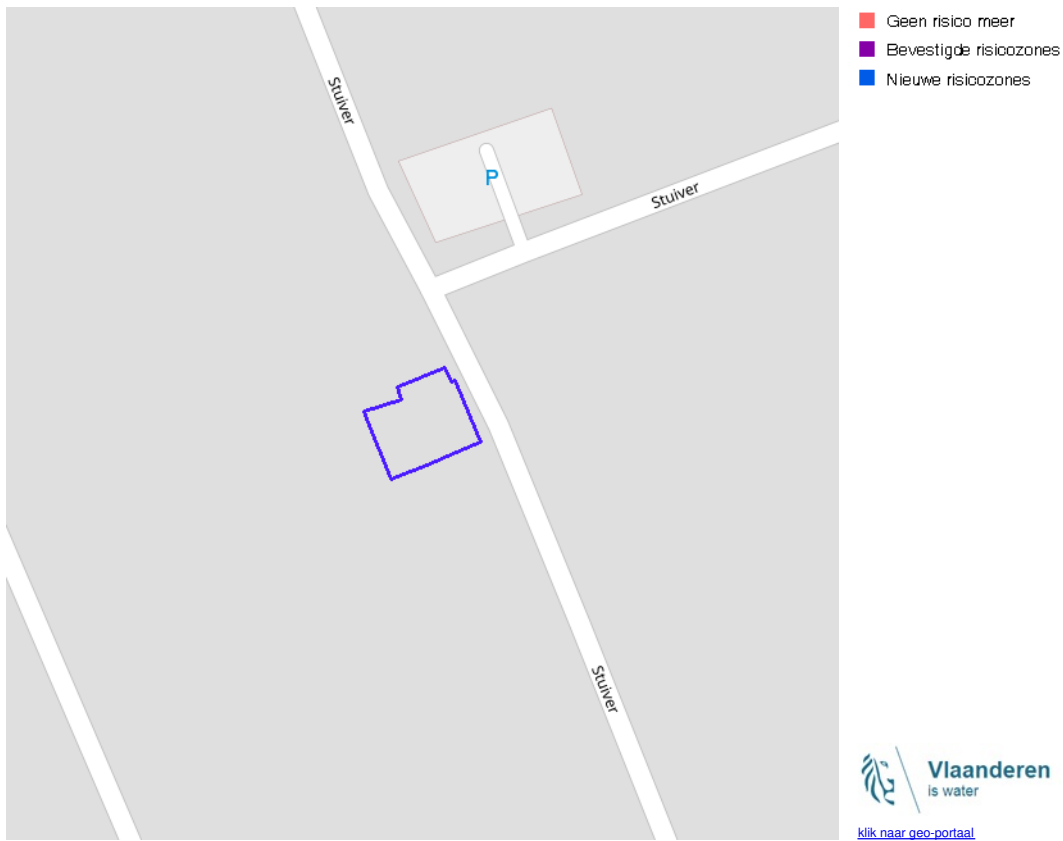 Stuiver
P
Stuiver
Stuiver
Geen risico meer
Bevestigde risicozones
Nieuwe risicozones
Vlaanderen
is water
klik naar geo-portaal